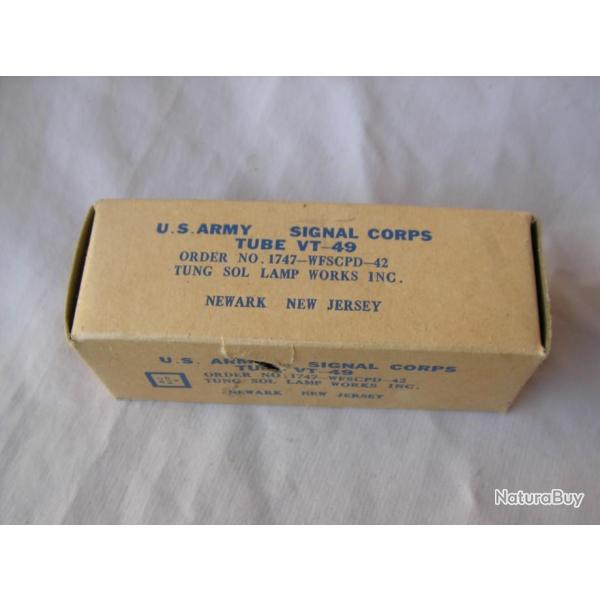 U.S. ARMY SIGNAL CORPS
TUBE VT-49
ORDER NO. 1747-WFSCPD-42
TUNG SOL LAMP WORKS INC.
NEWARK NEW JERSEY
U.S. ARMY SIGNAL CORPS
TUBE VT-49
ORDER NO. 1747-WFSCPD-42
TUNG SOL LAMP WORKS INC.
NEWARK NEW JERSEY
NaturaBuy